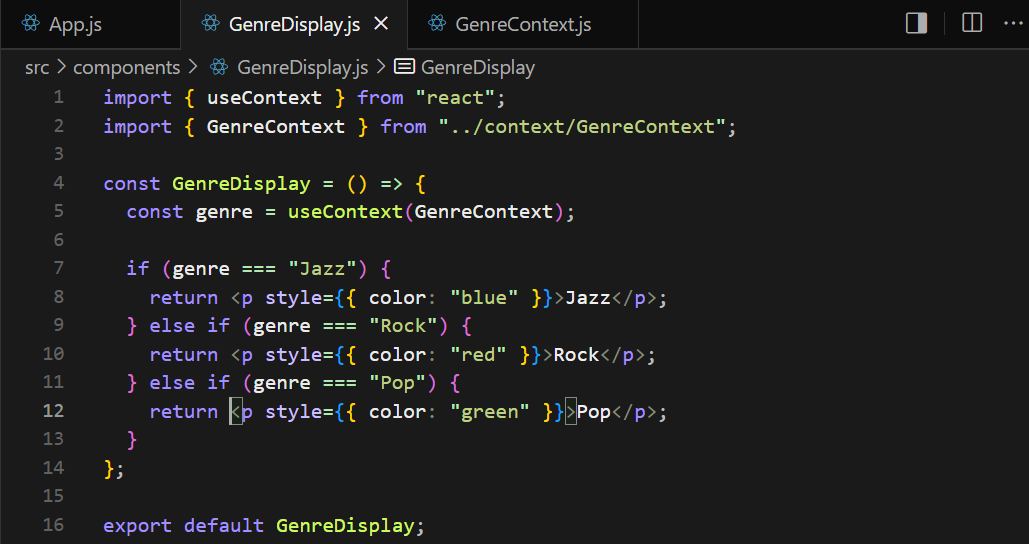 App.js GenreDisplay.js × GenreContext.js ···
src > components > GenreDisplay.js > GenreDisplay
1 import { useContext } from "react";
2 import { GenreContext } from "../context/GenreContext";
3
4 const GenreDisplay = () => {
5   const genre = useContext(GenreContext);
6
7   if (genre === "Jazz") {
8     return <p style={{ color: "blue" }}>Jazz</p>;
9   } else if (genre === "Rock") {
10     return <p style={{ color: "red" }}>Rock</p>;
11   } else if (genre === "Pop") {
12     return <p style={{ color: "green" }}>Pop</p>;
13   }
14 };
15
16 export default GenreDisplay;